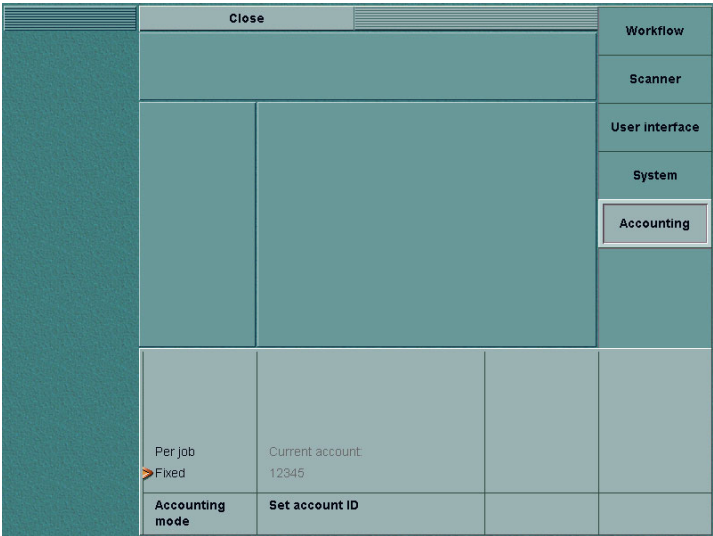 Close
Workflow
Scanner
User interface
System
Accounting
Per job
Fixed
Current account:
12345
Accounting
mode
Set account ID